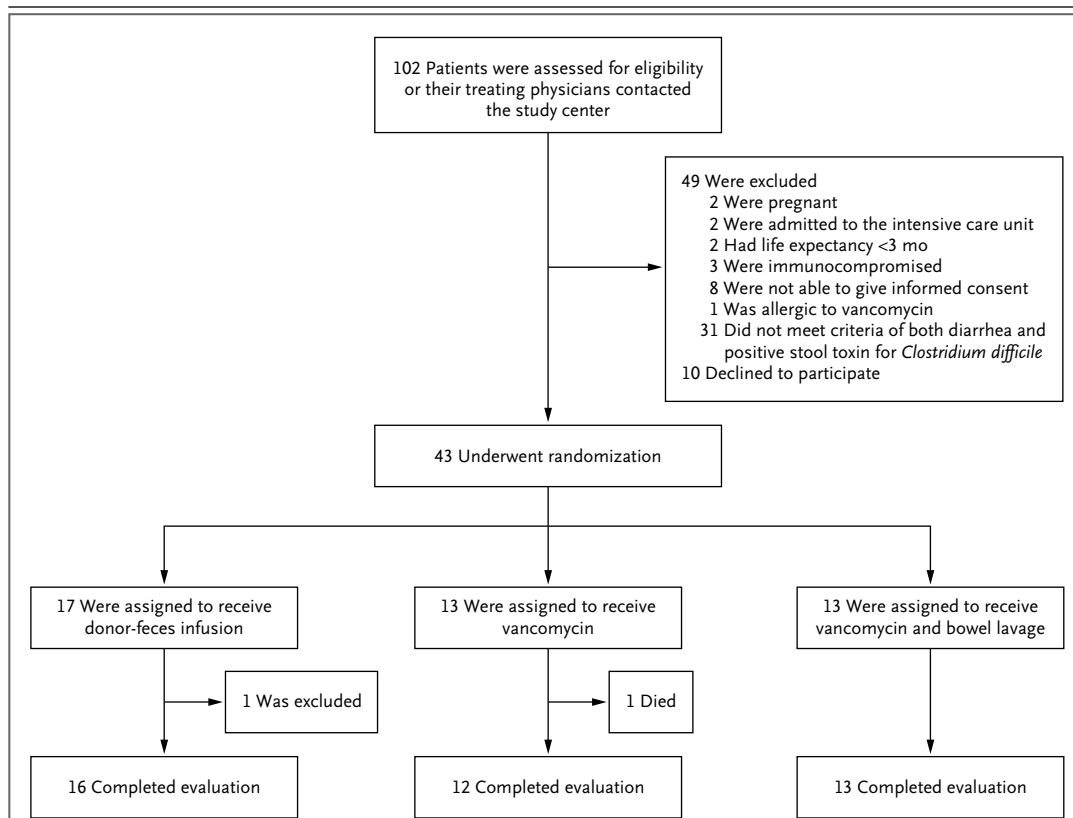 102 Patients were assessed for eligibility
or their treating physicians contacted
the study center
49 Were excluded
2 Were pregnant
2 Were admitted to the intensive care unit
2 Had life expectancy <3 mo
3 Were immunocompromised
8 Were not able to give informed consent
1 Was allergic to vancomycin
31 Did not meet criteria of both diarrhea and
positive stool toxin for Clostridium difficile
10 Declined to participate
43 Underwent randomization
17 Were assigned to receive
donor-feces infusion
13 Were assigned to receive
vancomycin
13 Were assigned to receive
vancomycin and bowel lavage
1 Was excluded
1 Died
16 Completed evaluation
12 Completed evaluation
13 Completed evaluation